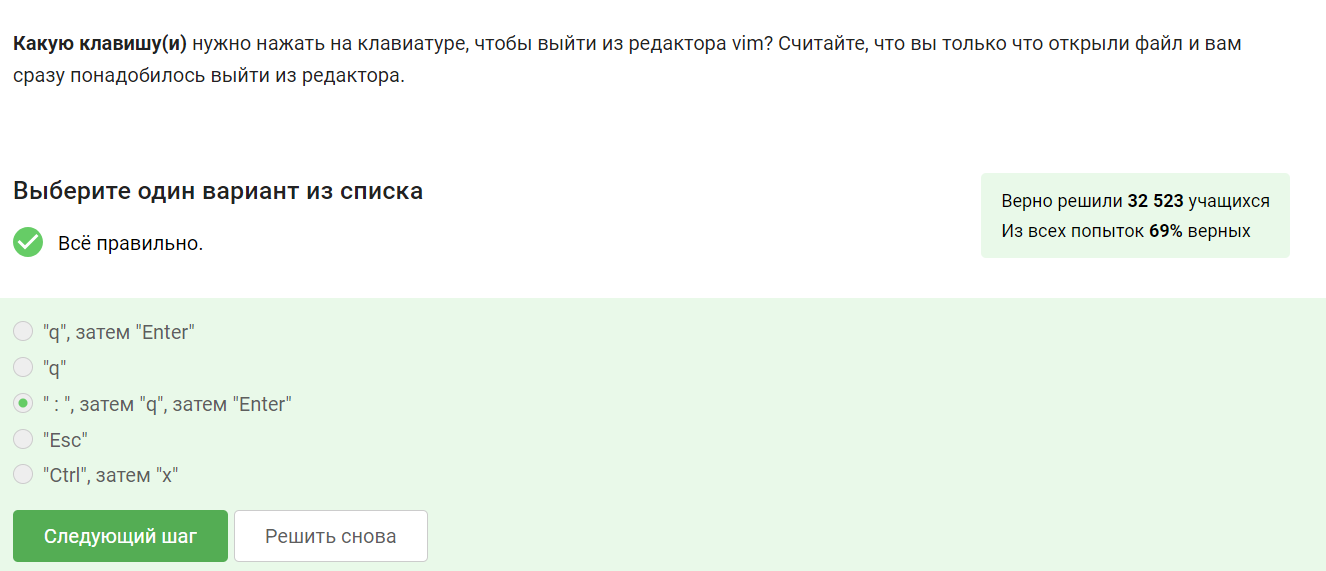 Какую клавишу(и) нужно нажать на клавиатуре, чтобы выйти из редактора vim? Считайте, что вы только что открыли файл и вам
сразу понадобилось выйти из редактора.
Выберите один вариант из списка
Верно решили 32 523 учащихся
Из всех попыток 69% верных
Всё правильно.
"q", затем "Enter"
"q"
" : ", затем "q", затем "Enter"
"Esc"
"Ctrl", затем "x"
Следующий шаг
Решить снова